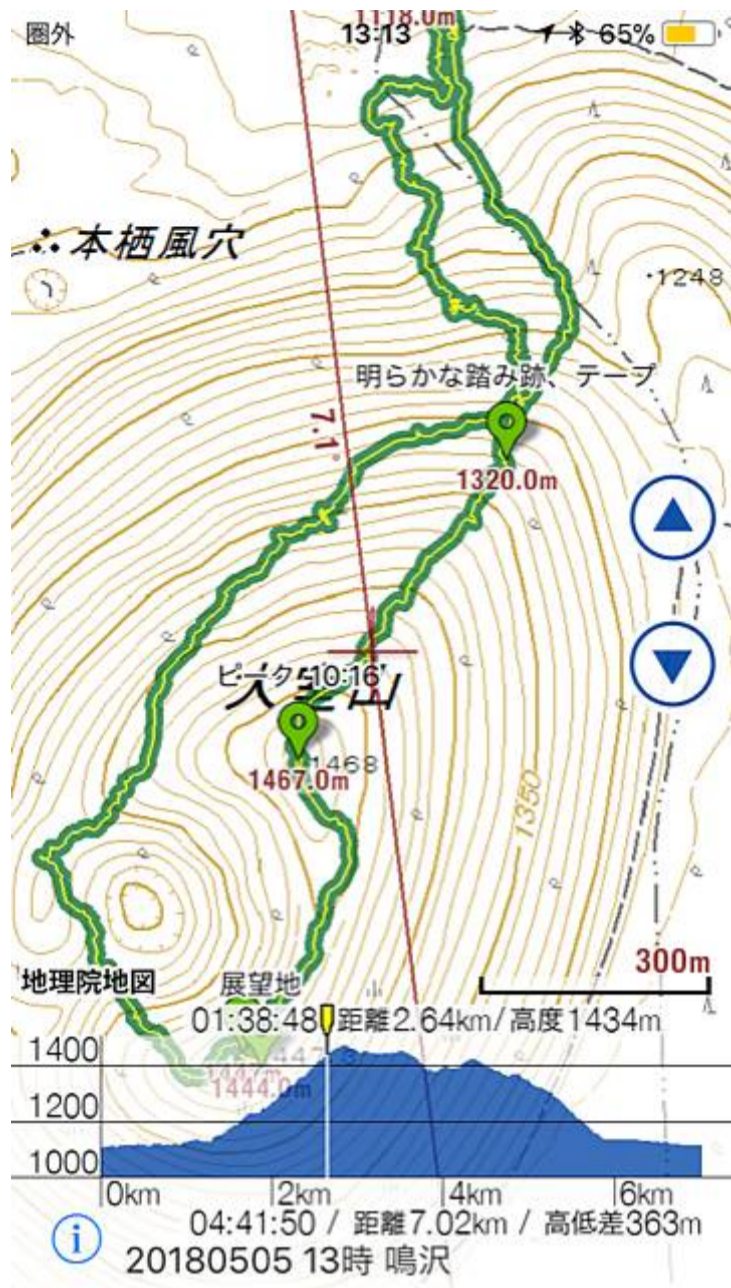 圏外 13:13 65%
1118.0m
本栖風穴
1248
7.1°
明らかな踏み跡、テープ
1320.0m
ピーク 10:16
大室山
1468
1467.0m
1350
300m
地理院地図
展望地
01:38:48 距離2.64km/高度1434m
1444.0m
1400
1200
1000
0km 2km 4km 6km
04:41:50 / 距離7.02km / 高低差363m
20180505 13時 鳴沢